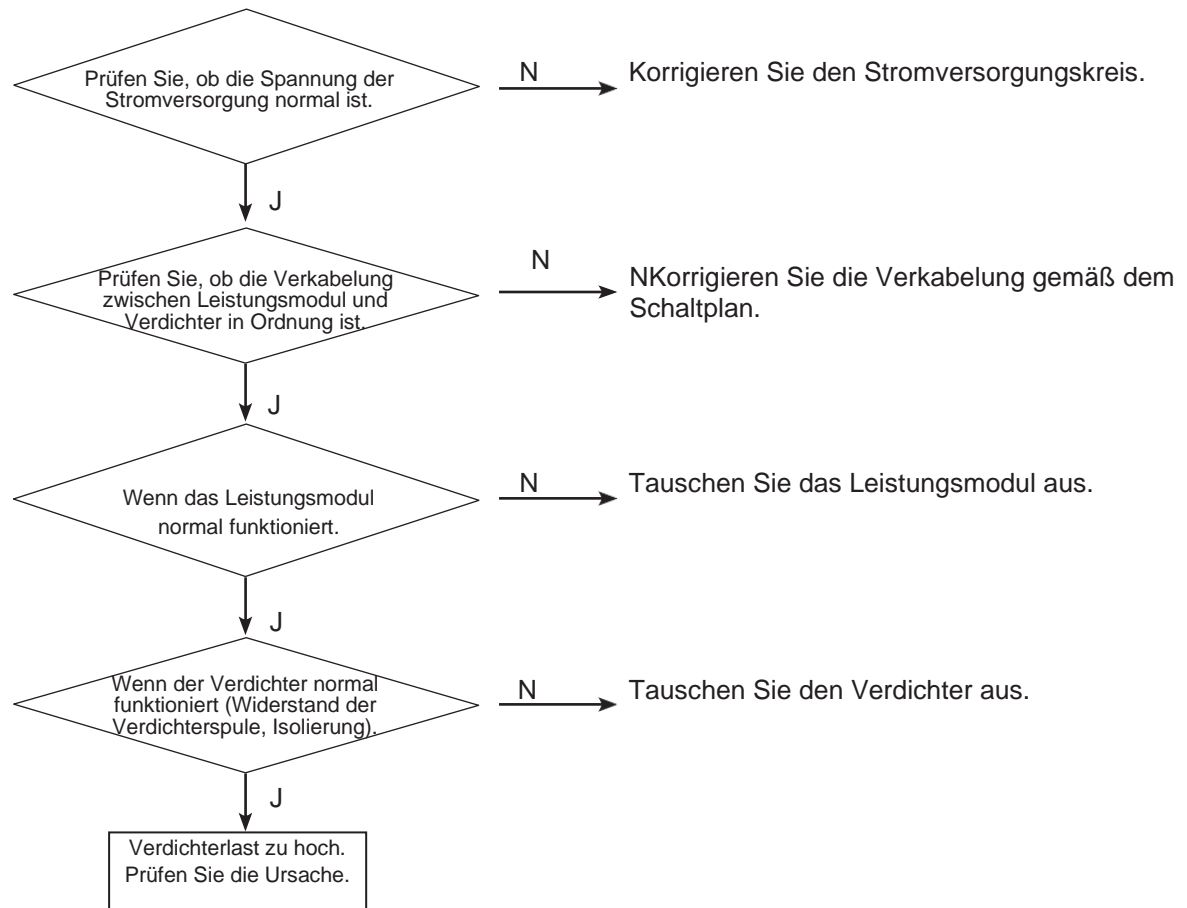 Prüfen Sie, ob die Spannung der
Stromversorgung normal ist.
N
Korrigieren Sie den Stromversorgungskreis.
J
Prüfen Sie, ob die Verkabelung
zwischen Leistungsmodul und
Verdichter in Ordnung ist.
N
NKorrigieren Sie die Verkabelung gemäß dem
Schaltplan.
J
Wenn das Leistungsmodul
normal funktioniert.
N
Tauschen Sie das Leistungsmodul aus.
J
Wenn der Verdichter normal
funktioniert (Widerstand der
Verdichterspule, Isolierung).
N
Tauschen Sie den Verdichter aus.
J
Verdichterlast zu hoch.
Prüfen Sie die Ursache.